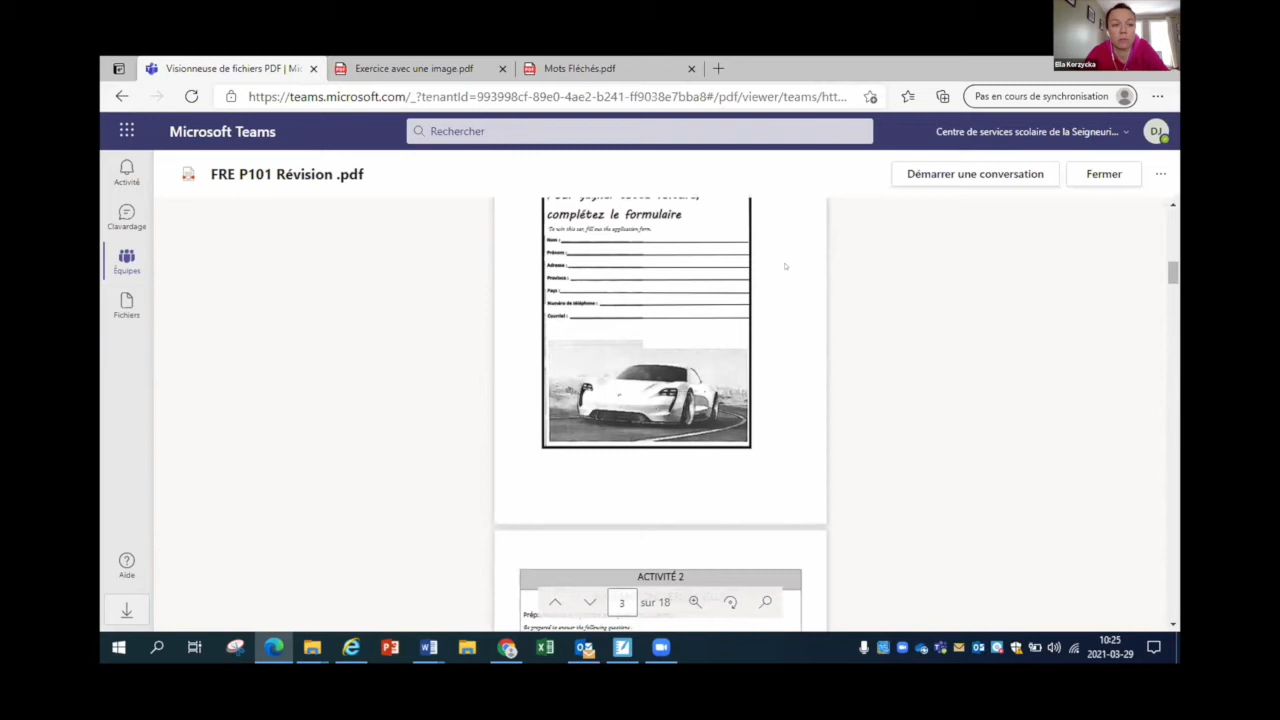 Ella Korzycka
Visionneuse de fichiers PDF | Mic
Exercice avec une image.pdf
Mots Fléchés.pdf
https://teams.microsoft.com/_?tenantId=993998cf-89e0-4ae2-b241-ff9038e7bba8#/pdf/viewer/teams/htt...
Pas en cours de synchronisation
Microsoft Teams
Rechercher
Centre de services scolaire de la Seigneuri...
DJ
Activité
Clavardage
Équipes
Fichiers
Aide
FRE P101 Révision .pdf
Démarrer une conversation
Fermer
complétez le formulaire
To win this car, fill out the application form.
Nom :
Prénom :
Adresse :
Province :
Pays :
Numéro de téléphone :
Courriel :
ACTIVITÉ 2
3 sur 18
Prép
Be prepared to answer the following questions
10:25
2021-03-29